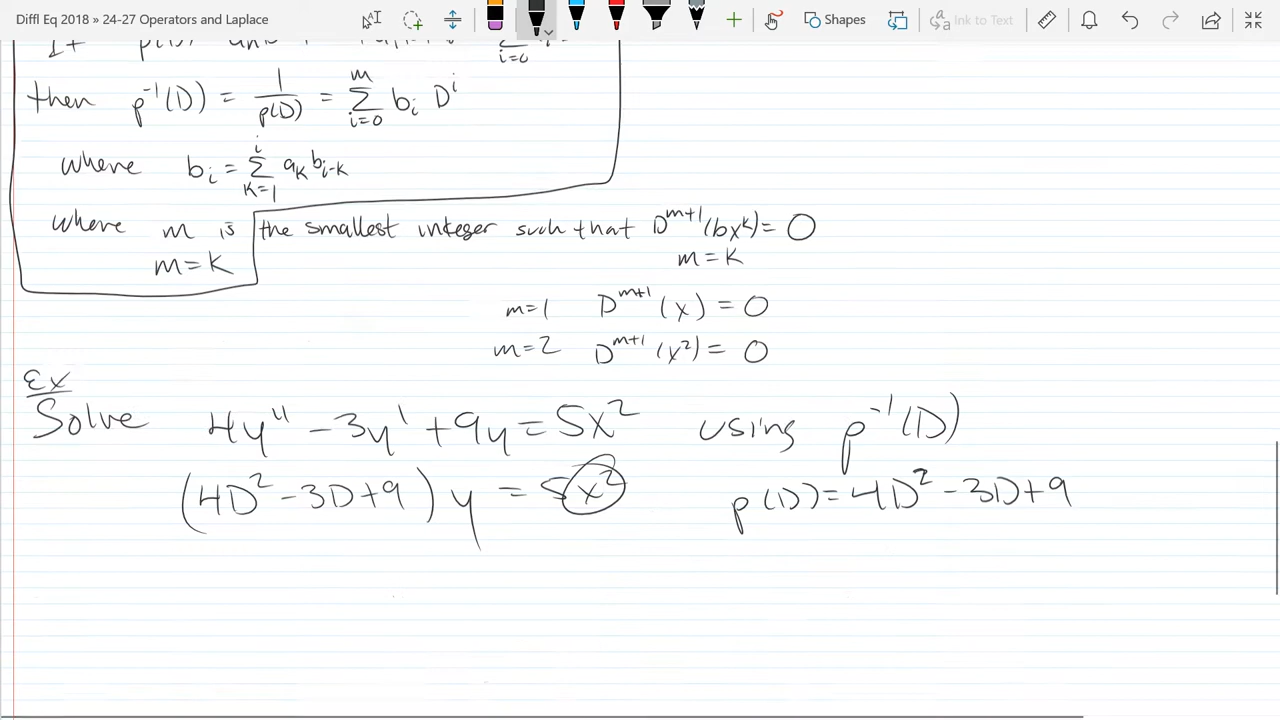 Diffl Eq 2018 » 24-27 Operators and Laplace
Shapes
Ink to Text
If p(D)
i=0
then p⁻¹(D) = 1/p(D) = Σ_{i=0}^{m} b_i D^i
where b_i = Σ_{k=1}^{i} a_k b_{i-k}
where m is the smallest integer such that D^{m+1}(bx^k) = 0
m = k
m = k
m=1 D^{m+1}(x) = 0
m=2 D^{m+1}(x²) = 0
Ex
Solve 4y'' - 3y' + 9y = 5x² using p⁻¹(D)
(4D² - 3D + 9) y = 5x² p(D) = 4D² - 3D + 9